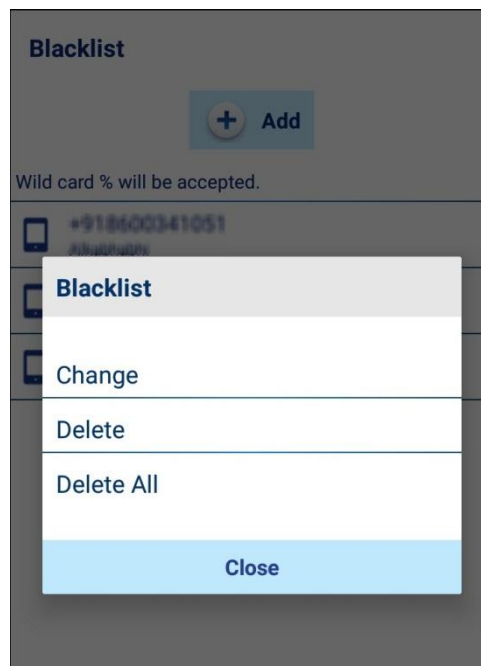 Blacklist
+ Add
Wild card % will be accepted.
Blacklist
Change
Delete
Delete All
Close